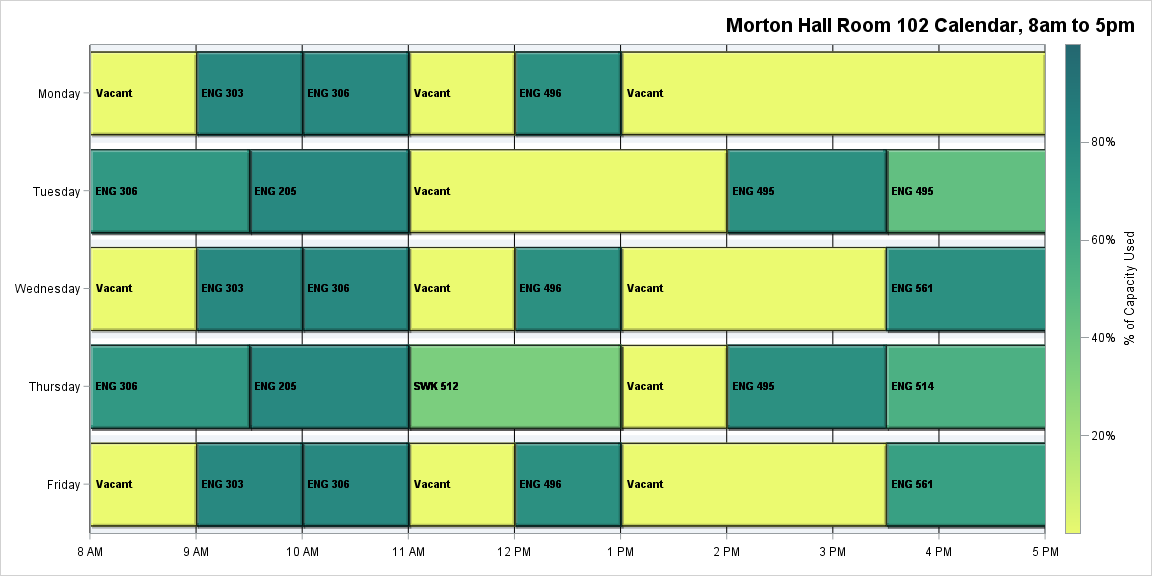 Morton Hall Room 102 Calendar, 8am to 5pm
Monday
Vacant
ENG 303
ENG 306
Vacant
ENG 496
Vacant
Tuesday
ENG 306
ENG 205
Vacant
ENG 495
ENG 495
Wednesday
Vacant
ENG 303
ENG 306
Vacant
ENG 496
Vacant
ENG 561
Thursday
ENG 306
ENG 205
SWK 512
Vacant
ENG 495
ENG 514
Friday
Vacant
ENG 303
ENG 306
Vacant
ENG 496
Vacant
ENG 561
8 AM
9 AM
10 AM
11 AM
12 PM
1 PM
2 PM
3 PM
4 PM
5 PM
80%
60%
40%
20%
% of Capacity Used